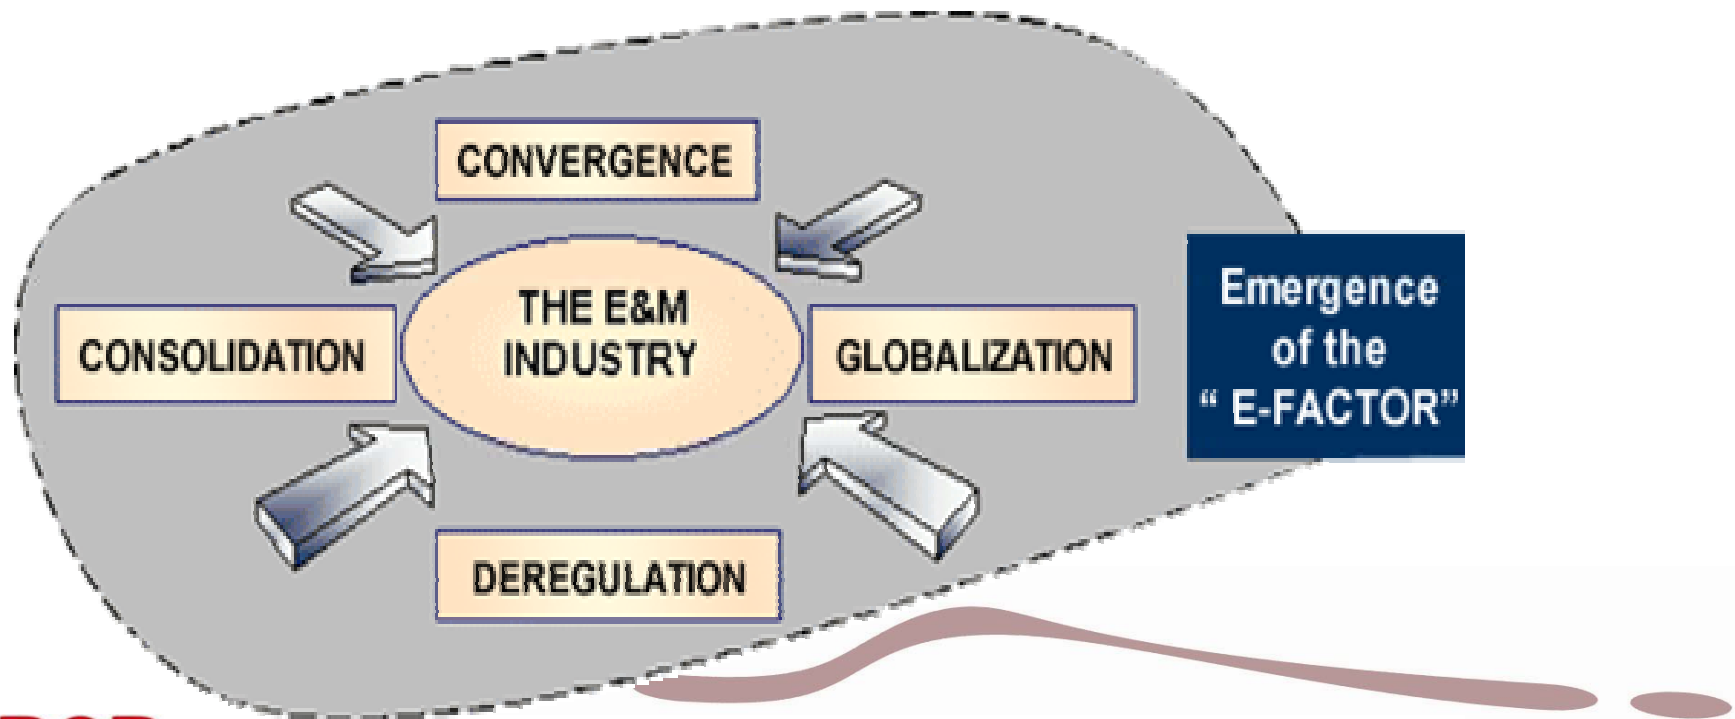 CONVERGENCE
THE E&M
INDUSTRY
CONSOLIDATION
GLOBALIZATION
Emergence
of the
“ E-FACTOR”
DEREGULATION